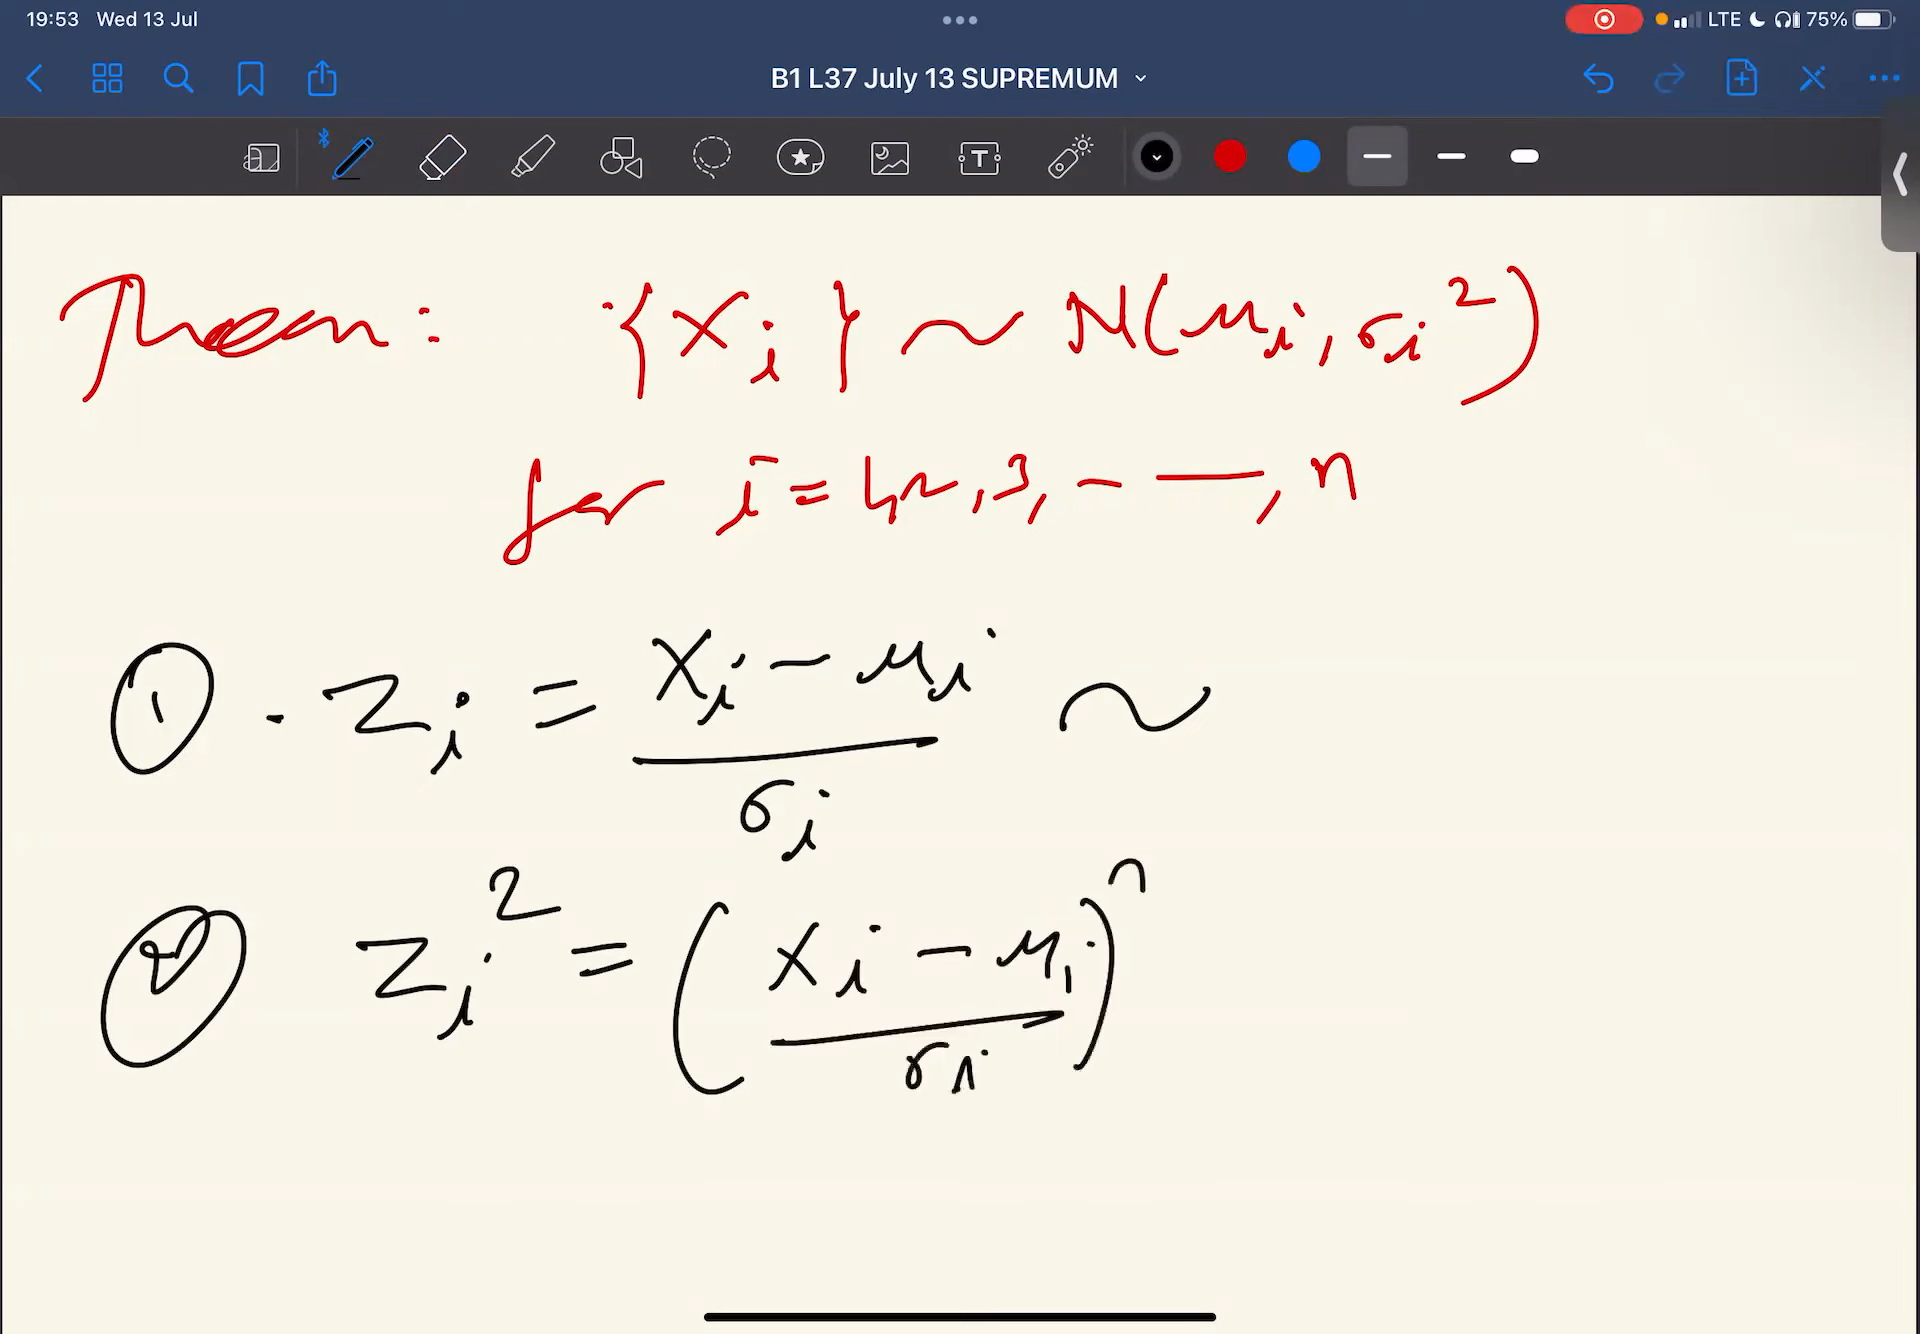 19:53 Wed 13 Jul LTE 75%
B1 L37 July 13 SUPREMUM
T
Theorem: {Xi} ~ N(μi, σi²)
for i = 1, 2, 3, - —, n
① . Zi = (Xi - μi) / σi ~
② Zi² = ((Xi - μi) / σi)²